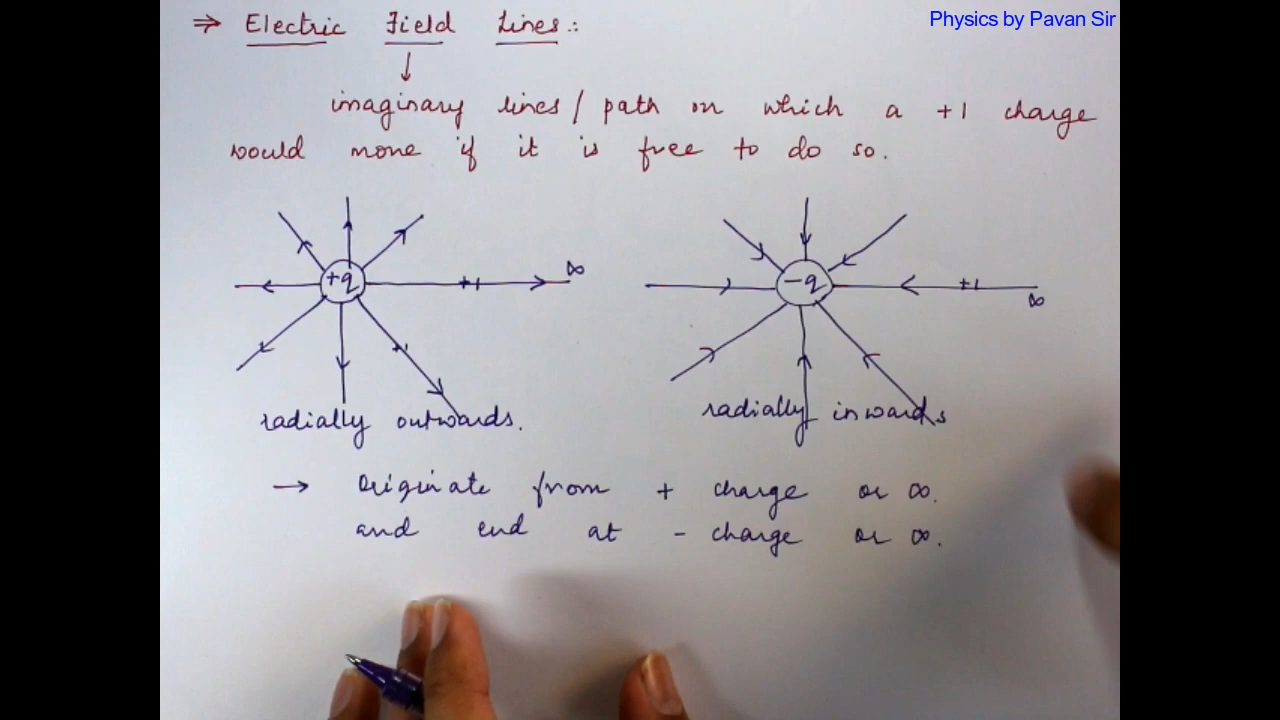 Physics by Pavan Sir
⇒ Electric Field Lines :
↓
imaginary lines / path on which a +1 charge
would move if it is free to do so.
+q +1 ∞
+1
-q +1 ∞
radially outwards.
radially inwards
→ Originate from + charge or ∞.
and end at - charge or ∞.